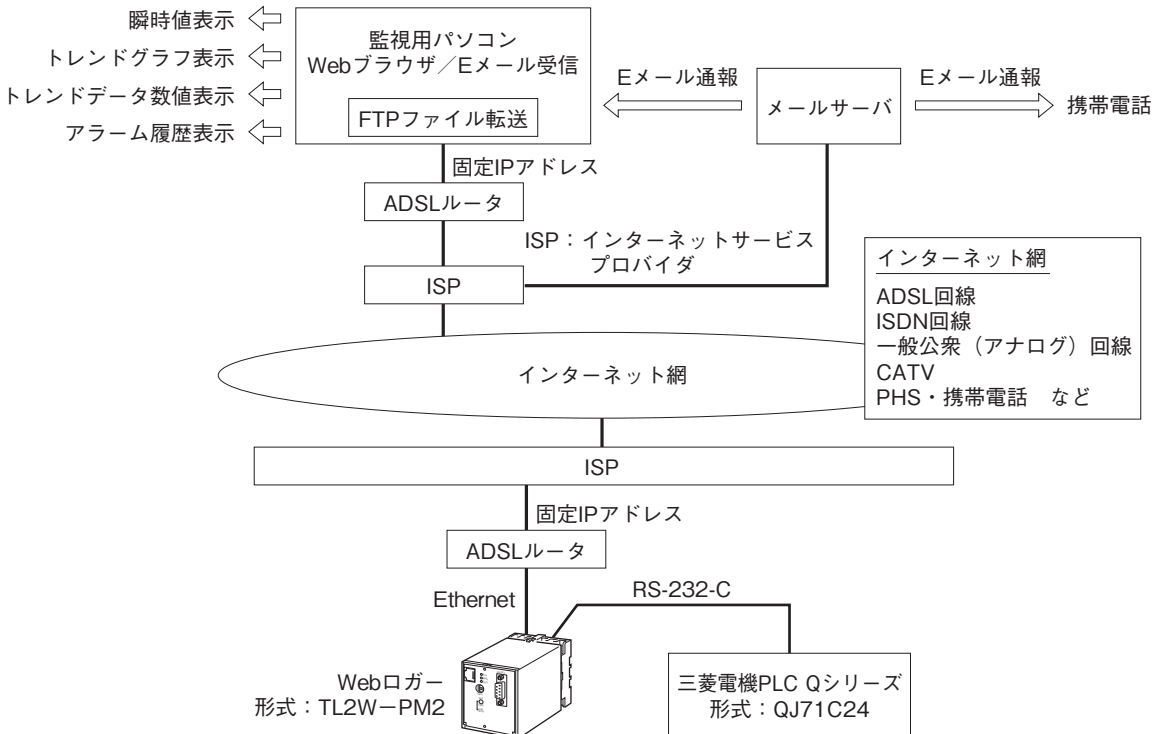 瞬時値表示
トレンドグラフ表示
トレンドデータ数値表示
アラーム履歴表示
監視用パソコン
Webブラウザ／Eメール受信
FTPファイル転送
Eメール通報
メールサーバ
Eメール通報
携帯電話
固定IPアドレス
ADSLルータ
ISP：インターネットサービス
プロバイダ
ISP
インターネット網
ADSL回線
ISDN回線
一般公衆（アナログ）回線
CATV
PHS・携帯電話　など
インターネット網
ISP
固定IPアドレス
ADSLルータ
Ethernet
RS-232-C
Webロガー
形式：TL2W－PM2
三菱電機PLC Qシリーズ
形式：QJ71C24